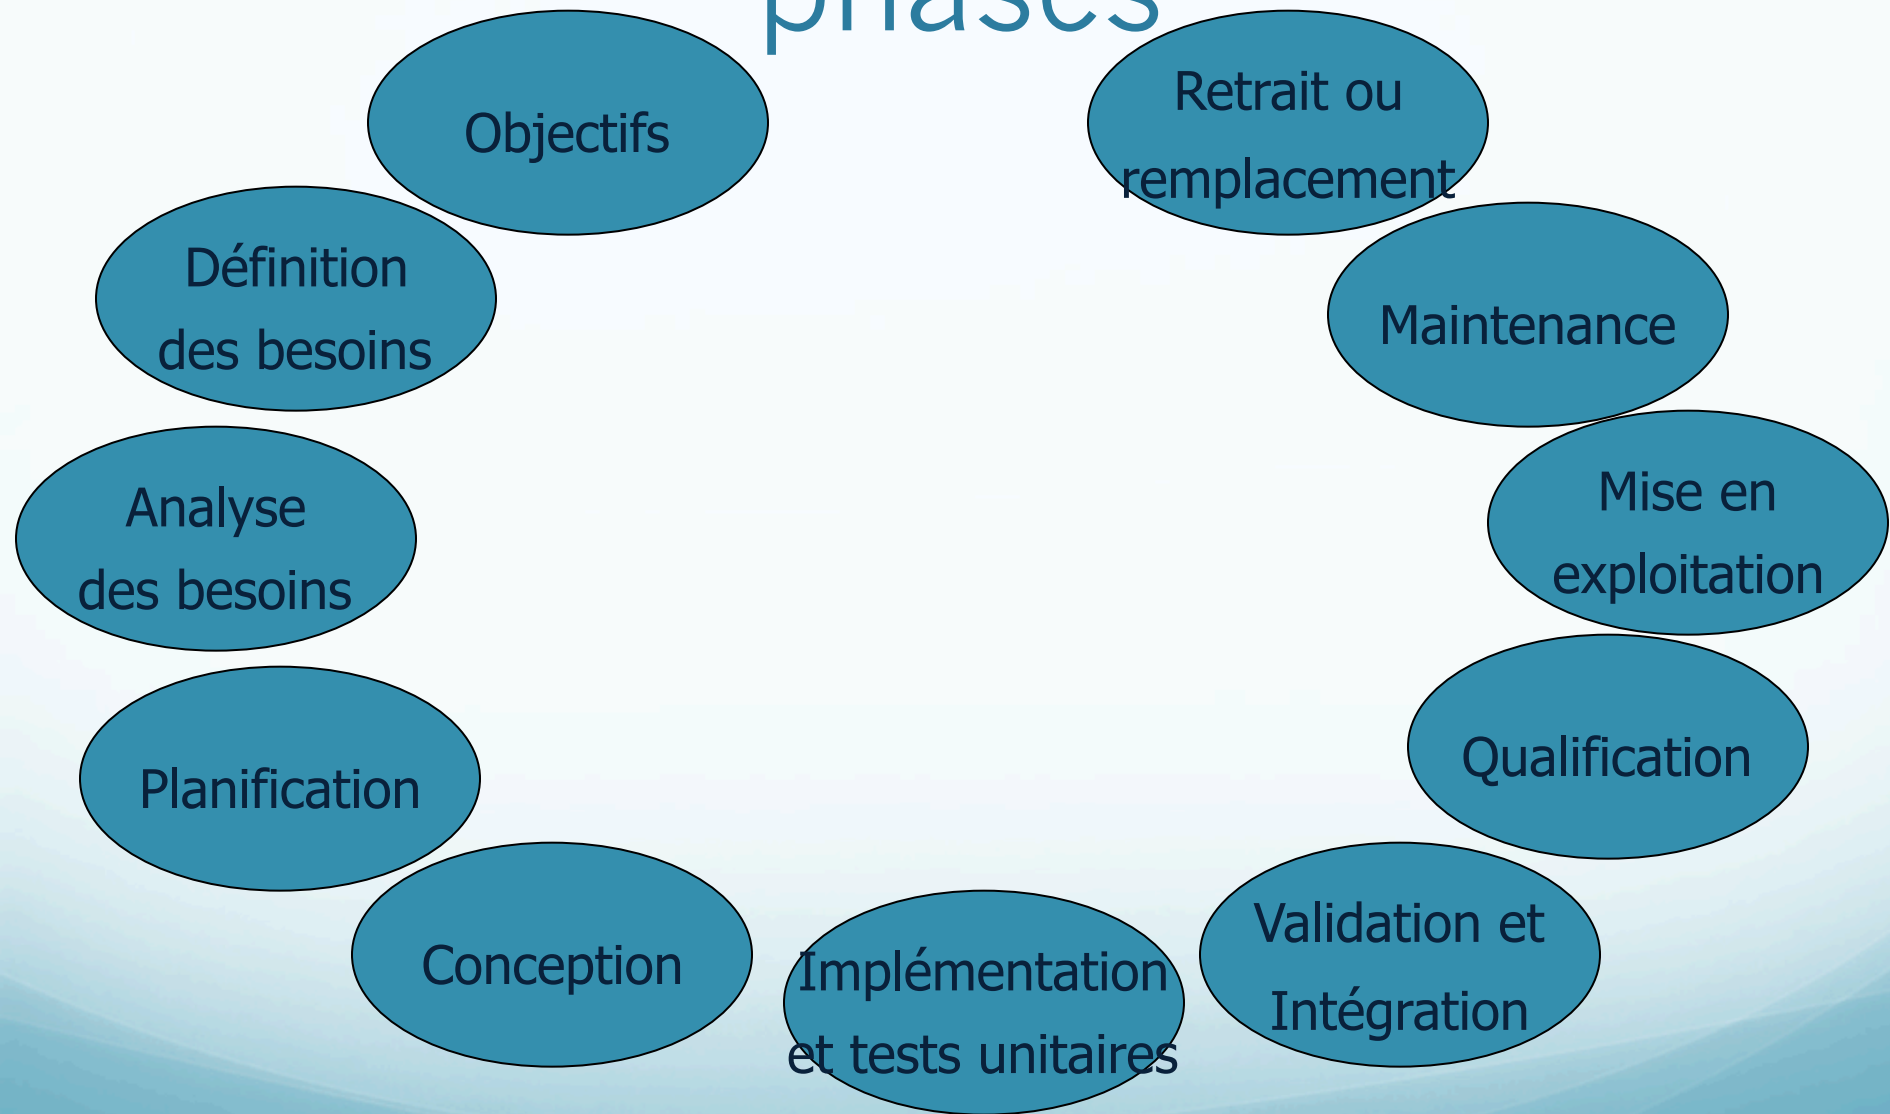 phases
Objectifs
Définition
des besoins
Analyse
des besoins
Planification
Conception
Implémentation
et tests unitaires
Validation et
Intégration
Qualification
Mise en
exploitation
Maintenance
Retrait ou
remplacement